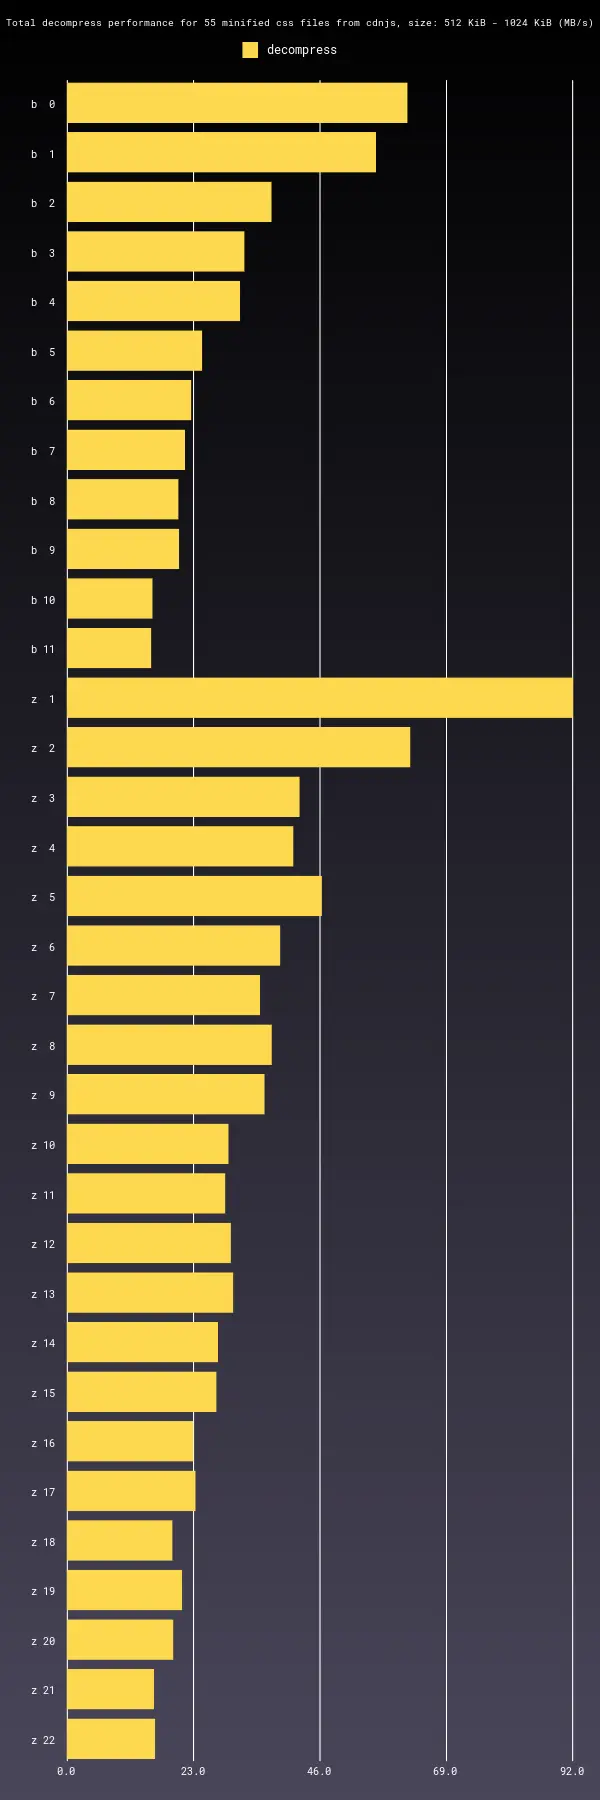 Total decompress performance for 55 minified css files from cdnjs, size: 512 KiB - 1024 KiB (MB/s)
decompress
b 0
b 1
b 2
b 3
b 4
b 5
b 6
b 7
b 8
b 9
b 10
b 11
z 1
z 2
z 3
z 4
z 5
z 6
z 7
z 8
z 9
z 10
z 11
z 12
z 13
z 14
z 15
z 16
z 17
z 18
z 19
z 20
z 21
z 22
0.0 23.0 46.0 69.0 92.0